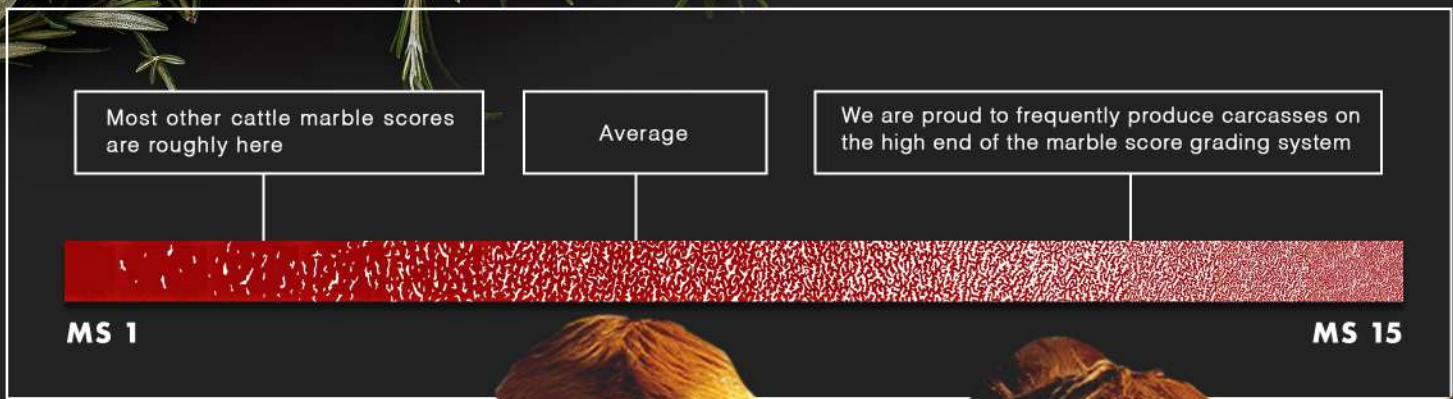 Most other cattle marble scores
are roughly here
Average
We are proud to frequently produce carcasses on
the high end of the marble score grading system
MS 1
MS 15